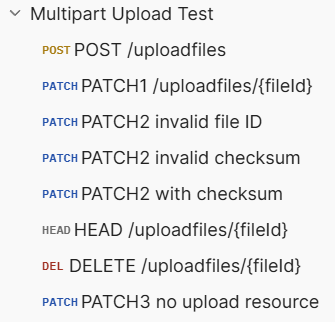 Multipart Upload Test
POST POST /uploadfiles
PATCH PATCH1 /uploadfiles/{fileId}
PATCH PATCH2 invalid file ID
PATCH PATCH2 invalid checksum
PATCH PATCH2 with checksum
HEAD HEAD /uploadfiles/{fileId}
DEL DELETE /uploadfiles/{fileId}
PATCH PATCH3 no upload resource